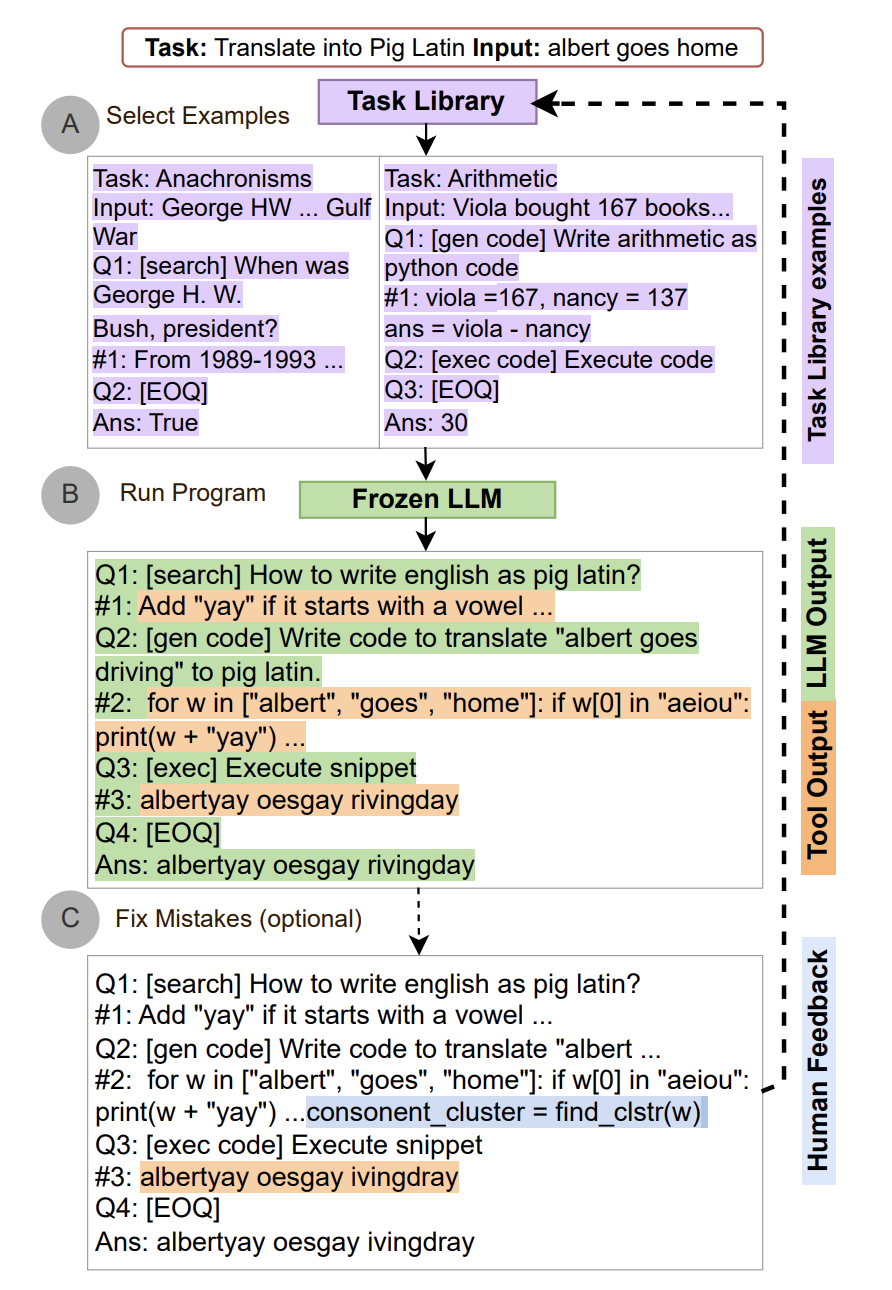 Task: Translate into Pig Latin Input: albert goes home
Task Library
A
Select Examples
Task: Anachronisms
Input: George HW ... Gulf
War
Q1: [search] When was
George H. W.
Bush, president?
#1: From 1989-1993 ...
Q2: [EOQ]
Ans: True
Task: Arithmetic
Input: Viola bought 167 books...
Q1: [gen code] Write arithmetic as
python code
#1: viola =167, nancy = 137
ans = viola - nancy
Q2: [exec code] Execute code
Q3: [EOQ]
Ans: 30
Task Library examples
B
Run Program
Frozen LLM
Q1: [search] How to write english as pig latin?
#1: Add "yay" if it starts with a vowel ...
Q2: [gen code] Write code to translate "albert goes
driving" to pig latin.
#2: for w in ["albert", "goes", "home"]: if w[0] in "aeiou":
print(w + "yay") ...
Q3: [exec] Execute snippet
#3: albertyay oesgay rivingday
Q4: [EOQ]
Ans: albertyay oesgay rivingday
LLM Output
Tool Output
C
Fix Mistakes (optional)
Q1: [search] How to write english as pig latin?
#1: Add "yay" if it starts with a vowel ...
Q2: [gen code] Write code to translate "albert ...
#2: for w in ["albert", "goes", "home"]: if w[0] in "aeiou":
print(w + "yay") ...consonent_cluster = find_clstr(w)
Q3: [exec code] Execute snippet
#3: albertyay oesgay ivingdray
Q4: [EOQ]
Ans: albertyay oesgay ivingdray
Human Feedback